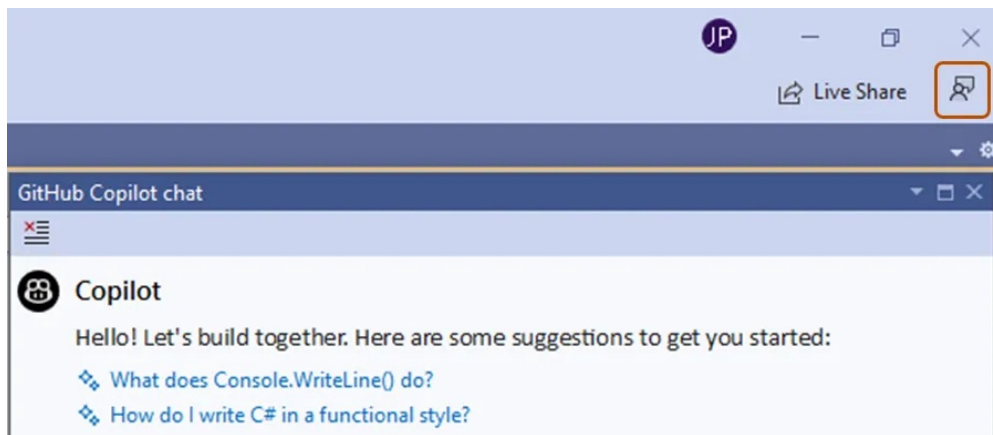 JP
Live Share
GitHub Copilot chat
Copilot
Hello! Let's build together. Here are some suggestions to get you started:
What does Console.WriteLine() do?
How do I write C# in a functional style?